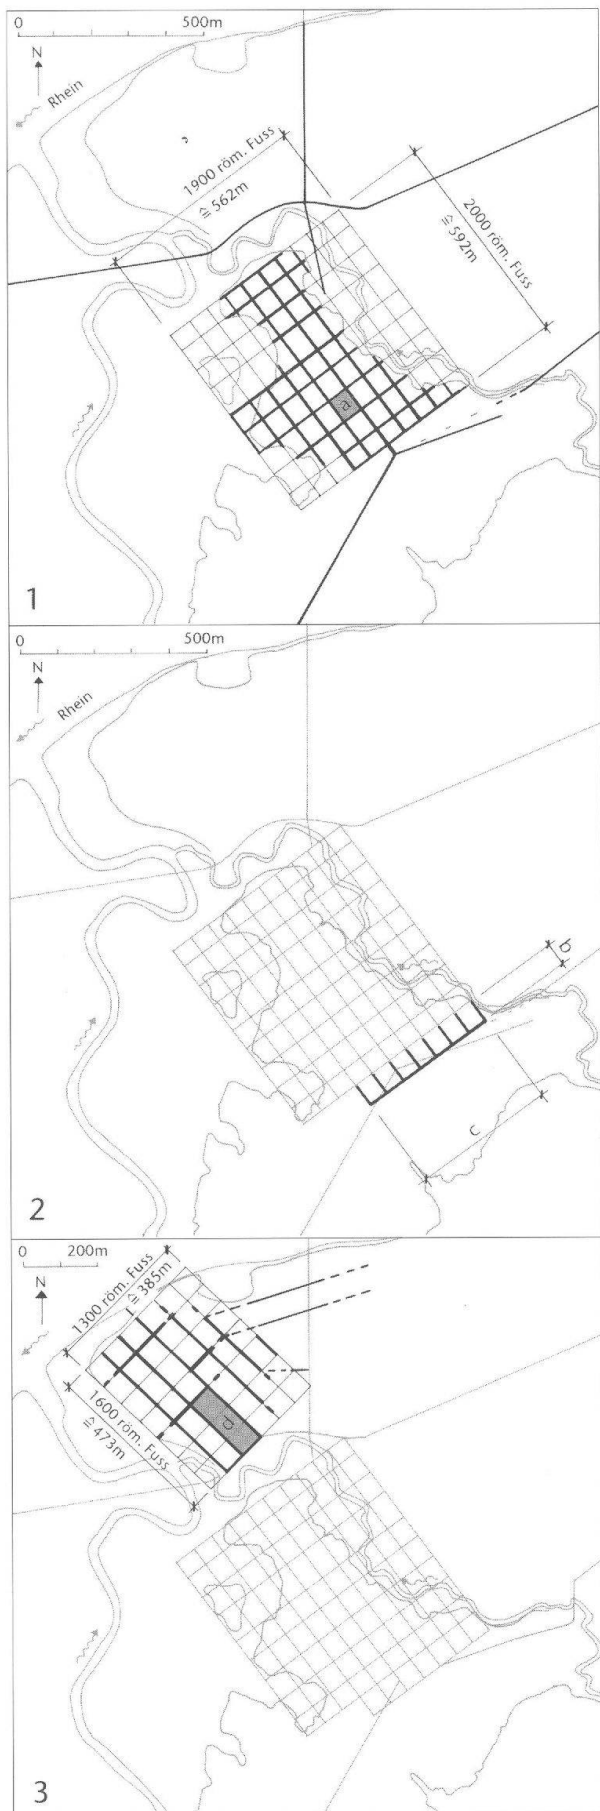 0 500m
N
Rhein
1900 röm. Fuss
≙ 562m
2000 röm. Fuss
≙ 592m
a
1
0 500m
N
Rhein
b
c
2
0 200m
N
1300 röm. Fuss
≙ 385m
1600 röm. Fuss
≙ 473m
3